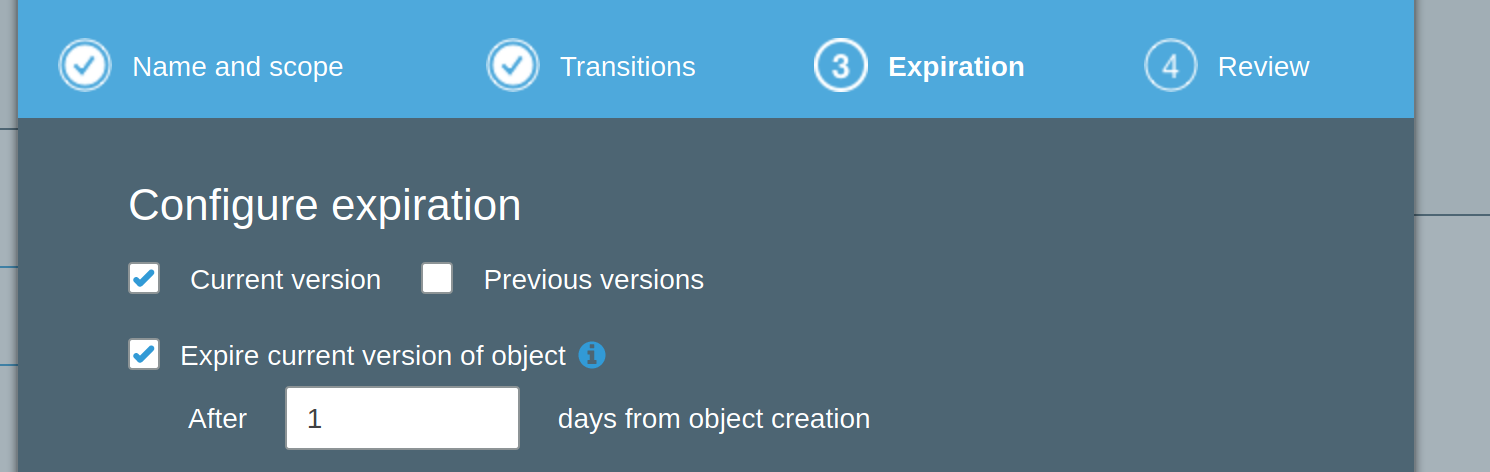 Name and scope Transitions 3 Expiration 4 Review
Configure expiration
Current version Previous versions
Expire current version of object
After 1 days from object creation